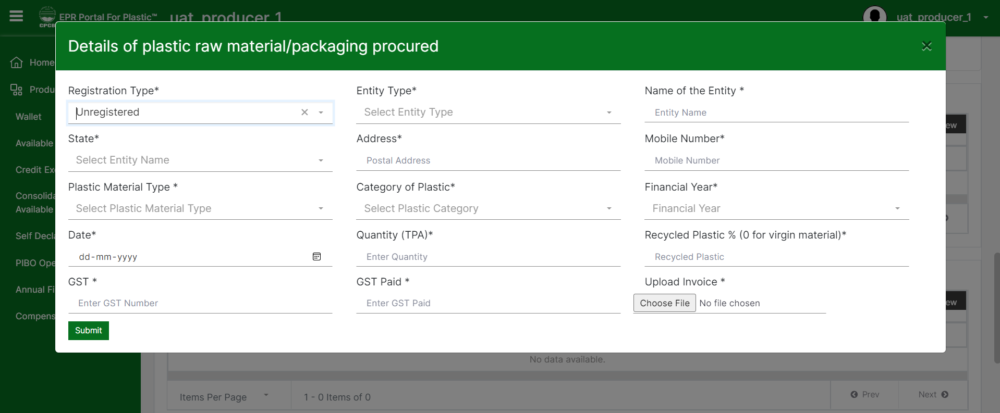 EPR Portal For Plastic™
uat_producer_1
uat_producer_1
CPCB
Details of plastic raw material/packaging procured
Home
Produ
Wallet
Available
Credit Ex
Consolida
Available
Self Decla
PIBO Ope
Annual Fi
Compens
Registration Type*
Entity Type*
Name of the Entity *
Unregistered
Select Entity Type
Entity Name
State*
Address*
Mobile Number*
Select Entity Name
Postal Address
Mobile Number
Plastic Material Type *
Category of Plastic*
Financial Year*
Select Plastic Material Type
Select Plastic Category
Financial Year
Date*
Quantity (TPA)*
Recycled Plastic % (0 for virgin material)*
dd-mm-yyyy
Enter Quantity
Recycled Plastic
GST *
GST Paid *
Upload Invoice *
Enter GST Number
Enter GST Paid
Choose File No file chosen
Submit
ew
ew
No data available.
Items Per Page
1 - 0 Items of 0
Prev
Next